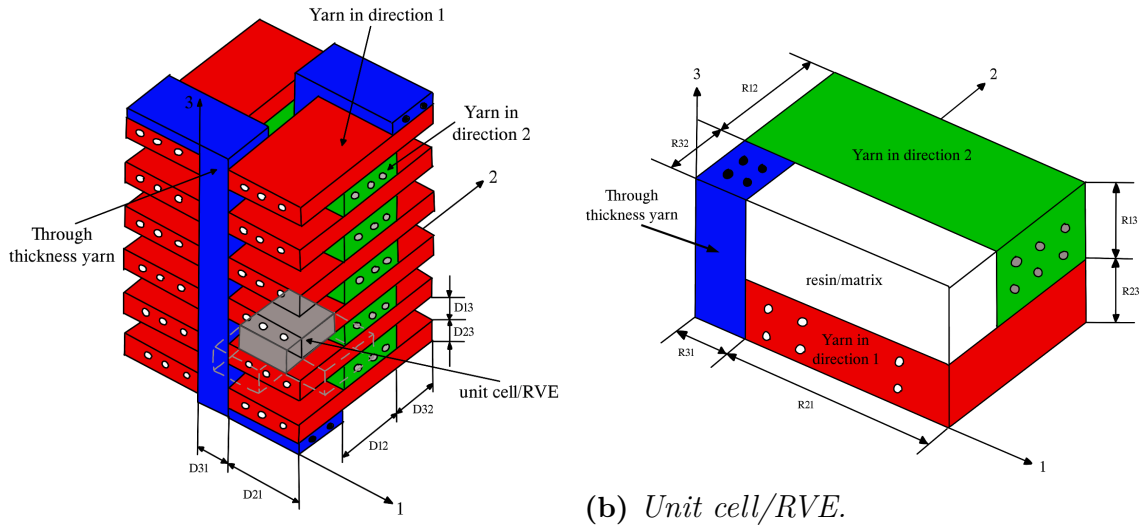 Yarn in direction 1
3
Yarn in
direction 2
2
Through
thickness yarn
D13
D23
unit cell/RVE
D32
D12
D31
D21
1
3
2
R12
R32
Yarn in direction 2
Through
thickness yarn
R13
resin/matrix
R23
Yarn in
direction 1
R31
R21
1
(b) Unit cell/RVE.